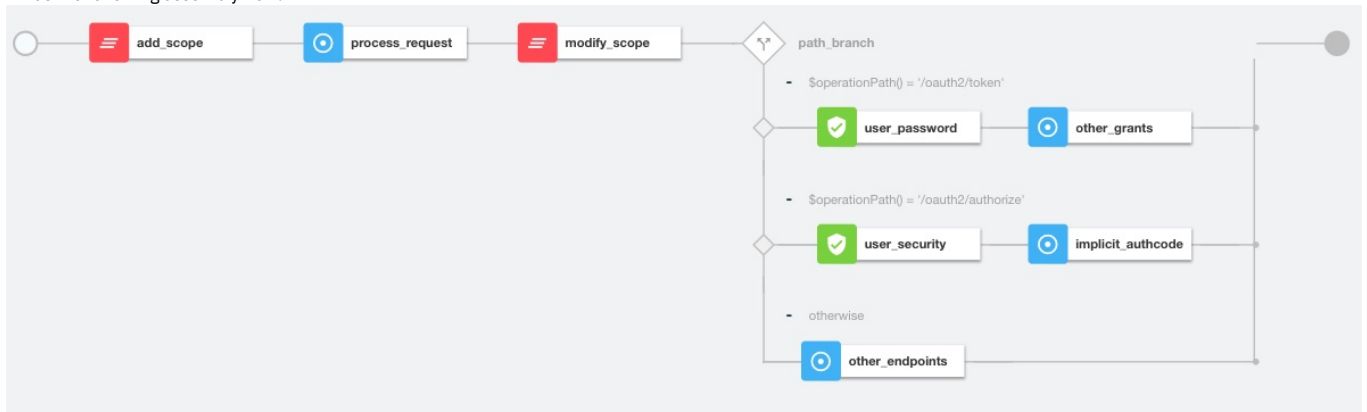 add_scope
process_request
modify_scope
path_branch
- $operationPath() = '/oauth2/token'
user_password
other_grants
- $operationPath() = '/oauth2/authorize'
user_security
implicit_authcode
- otherwise
other_endpoints